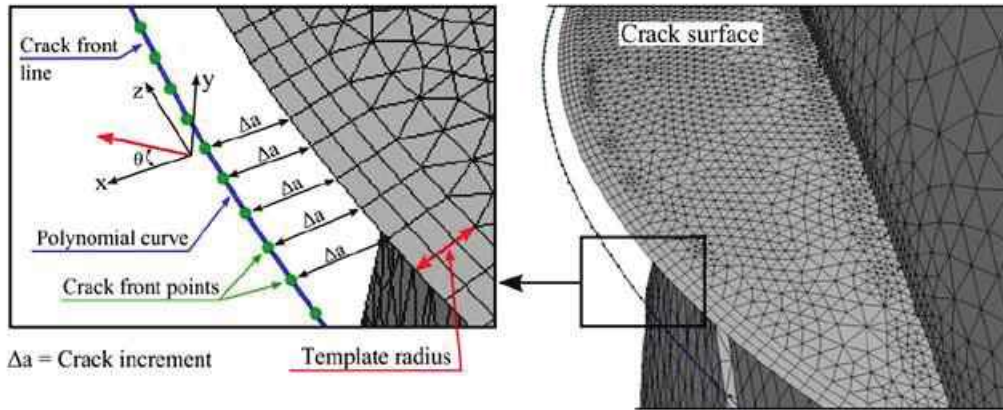 Crack front
line
z
y
θ
x
Δa
Δa
Δa
Δa
Δa
Polynomial curve
Crack front points
Δa = Crack increment
Template radius
Crack surface